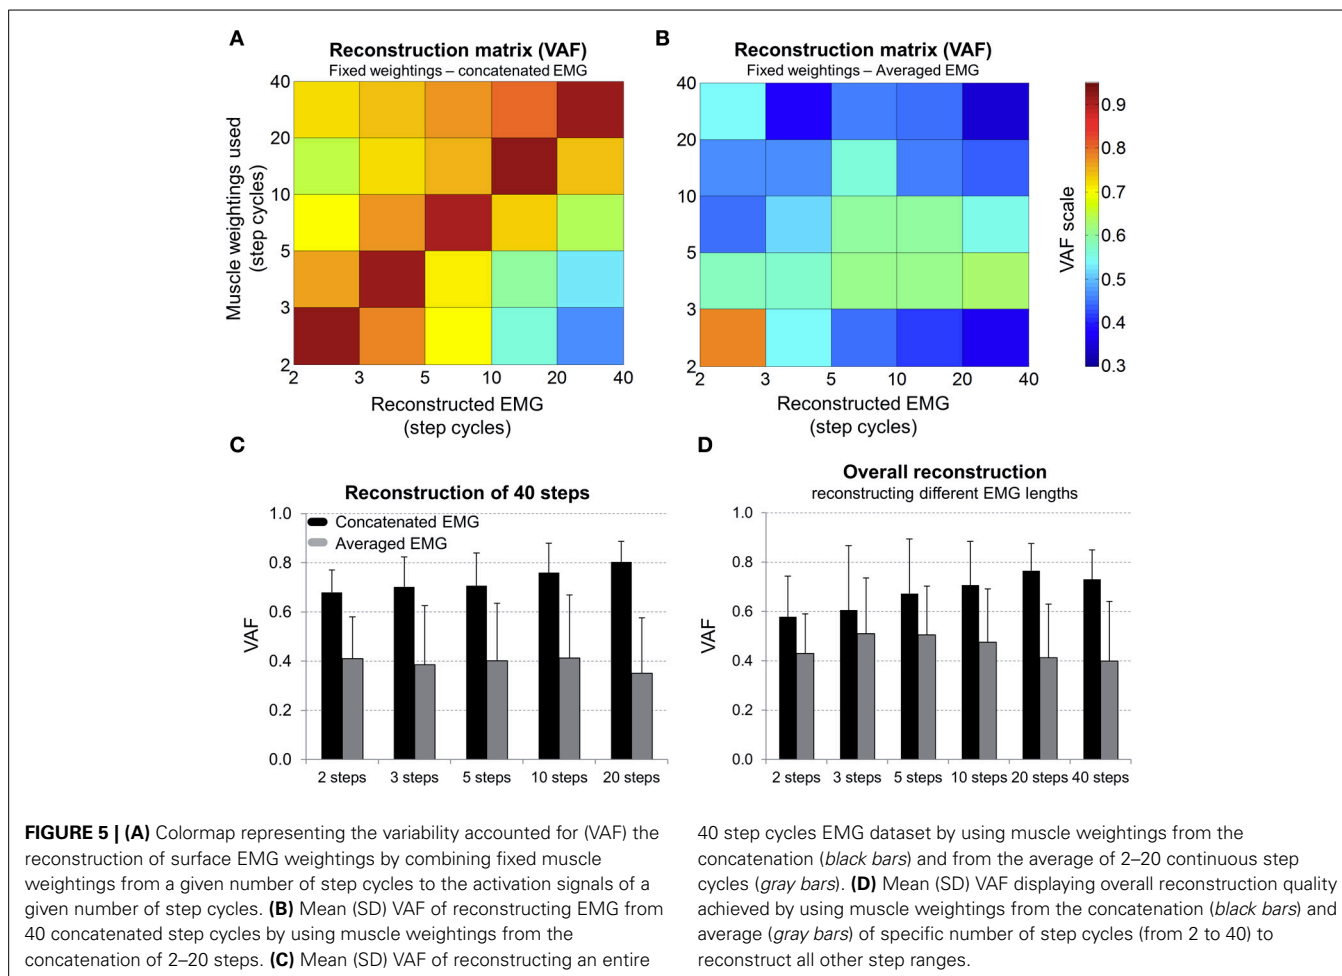 A
Reconstruction matrix (VAF)
Fixed weightings – concatenated EMG
40
20
10
5
3
2
Muscle weightings used
(step cycles)
2 3 5 10 20 40
Reconstructed EMG
(step cycles)
B
Reconstruction matrix (VAF)
Fixed weightings – Averaged EMG
40
20
10
5
3
2
2 3 5 10 20 40
Reconstructed EMG
(step cycles)
VAF scale
0.9
0.8
0.7
0.6
0.5
0.4
0.3
C
Reconstruction of 40 steps
Concatenated EMG
Averaged EMG
1.0
0.8
0.6
0.4
0.2
0.0
VAF
2 steps 3 steps 5 steps 10 steps 20 steps
D
Overall reconstruction
reconstructing different EMG lengths
1.0
0.8
0.6
0.4
0.2
0.0
VAF
2 steps 3 steps 5 steps 10 steps 20 steps 40 steps
FIGURE 5 | (A) Colormap representing the variability accounted for (VAF) the
reconstruction of surface EMG weightings by combining fixed muscle
weightings from a given number of step cycles to the activation signals of a
given number of step cycles. (B) Mean (SD) VAF of reconstructing EMG from
40 concatenated step cycles by using muscle weightings from the
concatenation of 2–20 steps. (C) Mean (SD) VAF of reconstructing an entire
40 step cycles EMG dataset by using muscle weightings from the
concatenation (black bars) and from the average of 2–20 continuous step
cycles (gray bars). (D) Mean (SD) VAF displaying overall reconstruction quality
achieved by using muscle weightings from the concatenation (black bars) and
average (gray bars) of specific number of step cycles (from 2 to 40) to
reconstruct all other step ranges.